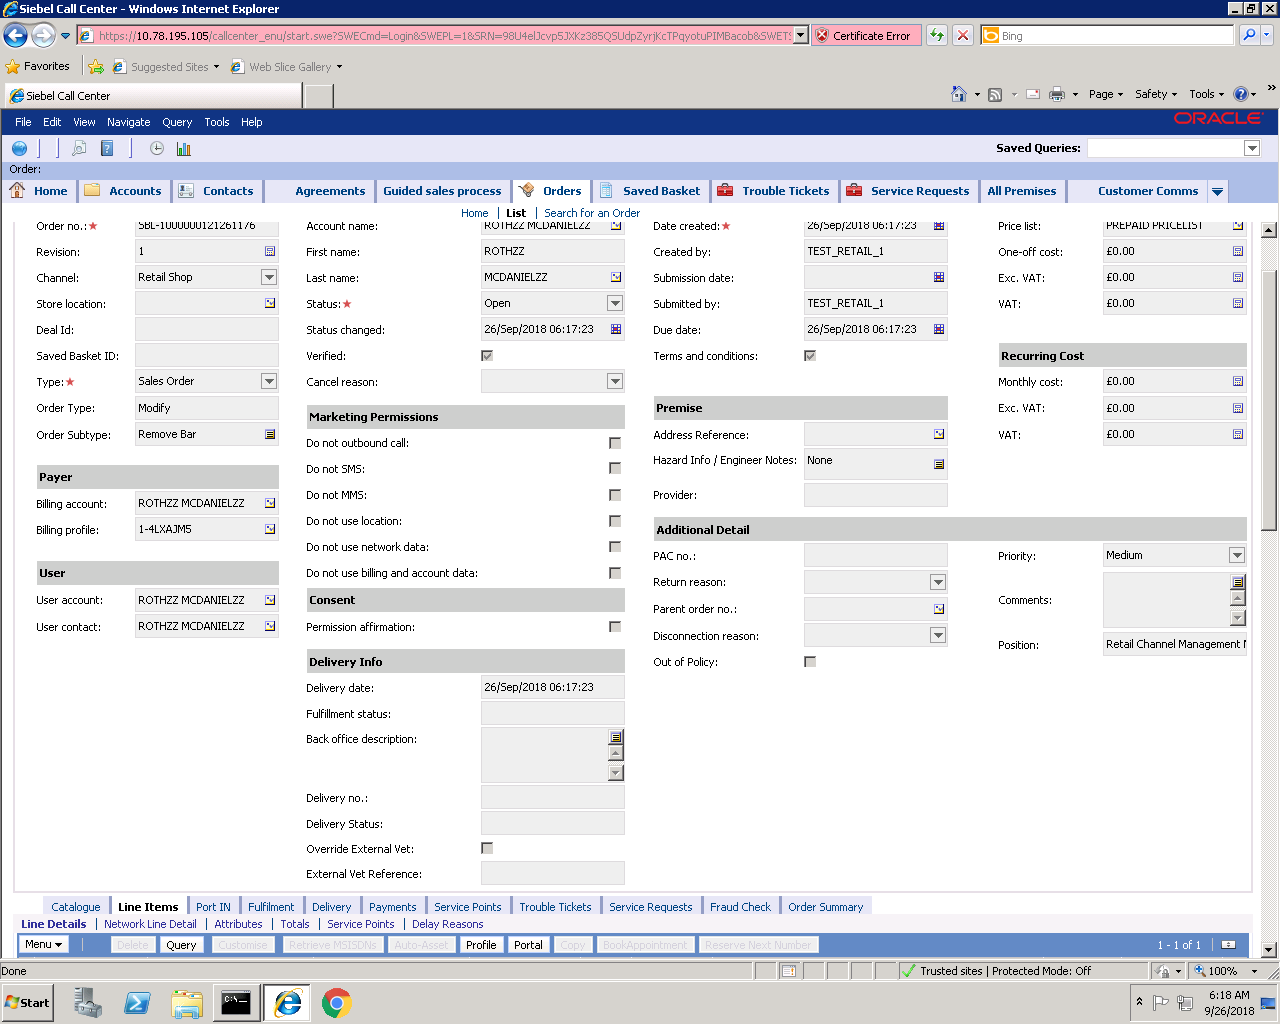 Siebel Call Center - Windows Internet Explorer
Certificate Error
Bing
Favorites Suggested Sites Web Slice Gallery
Siebel Call Center
Page Safety Tools
File Edit View Navigate Query Tools Help
ORACLE
Saved Queries:
Order:
Home Accounts Contacts Agreements Guided sales process Orders Saved Basket Trouble Tickets Service Requests All Premises Customer Comms
Home List Search for an Order
Order no.: SBL-1000000121261176 Account name: ROTHZZ MCDANIELZZ Date created: 26/Sep/2018 06:17:23 Price list: PREPAID PRICELIST
Revision: 1 First name: ROTHZZ Created by: TEST_RETAIL_1 One-off cost: £0.00
Channel: Retail Shop Last name: MCDANIELZZ Submission date: Exc. VAT: £0.00
Store location: Status: Open Submitted by: TEST_RETAIL_1 VAT: £0.00
Deal Id: Status changed: 26/Sep/2018 06:17:23 Due date: 26/Sep/2018 06:17:23
Saved Basket ID: Verified: Terms and conditions: Recurring Cost
Type: Sales Order Cancel reason: Monthly cost: £0.00
Order Type: Modify Marketing Permissions Premise Exc. VAT: £0.00
Order Subtype: Remove Bar Do not outbound call: Address Reference: VAT: £0.00
Do not SMS: Hazard Info / Engineer Notes: None
Payer
Do not MMS: Provider:
Billing account: ROTHZZ MCDANIELZZ Do not use location:
Billing profile: 1-4LXAJM5 Additional Detail
Do not use network data: PAC no.: Priority: Medium
User Do not use billing and account data: Return reason:
User account: ROTHZZ MCDANIELZZ Consent Parent order no.: Comments:
User contact: ROTHZZ MCDANIELZZ Permission affirmation: Disconnection reason: Position: Retail Channel Management
Delivery Info Out of Policy:
Delivery date: 26/Sep/2018 06:17:23
Fulfillment status:
Back office description:
Delivery no.:
Delivery Status:
Override External Vet:
External Vet Reference:
Catalogue Line Items Port IN Fulfilment Delivery Payments Service Points Trouble Tickets Service Requests Fraud Check Order Summary
Line Details Network Line Detail Attributes Totals Service Points Delay Reasons
Menu Delete Query Customise Retrieve MSISDNs Auto-Asset Profile Portal Copy BookAppointment Reserve Next Number 1 - 1 of 1
Done Trusted sites | Protected Mode: Off 100%
Start 6:18 AM
9/26/2018